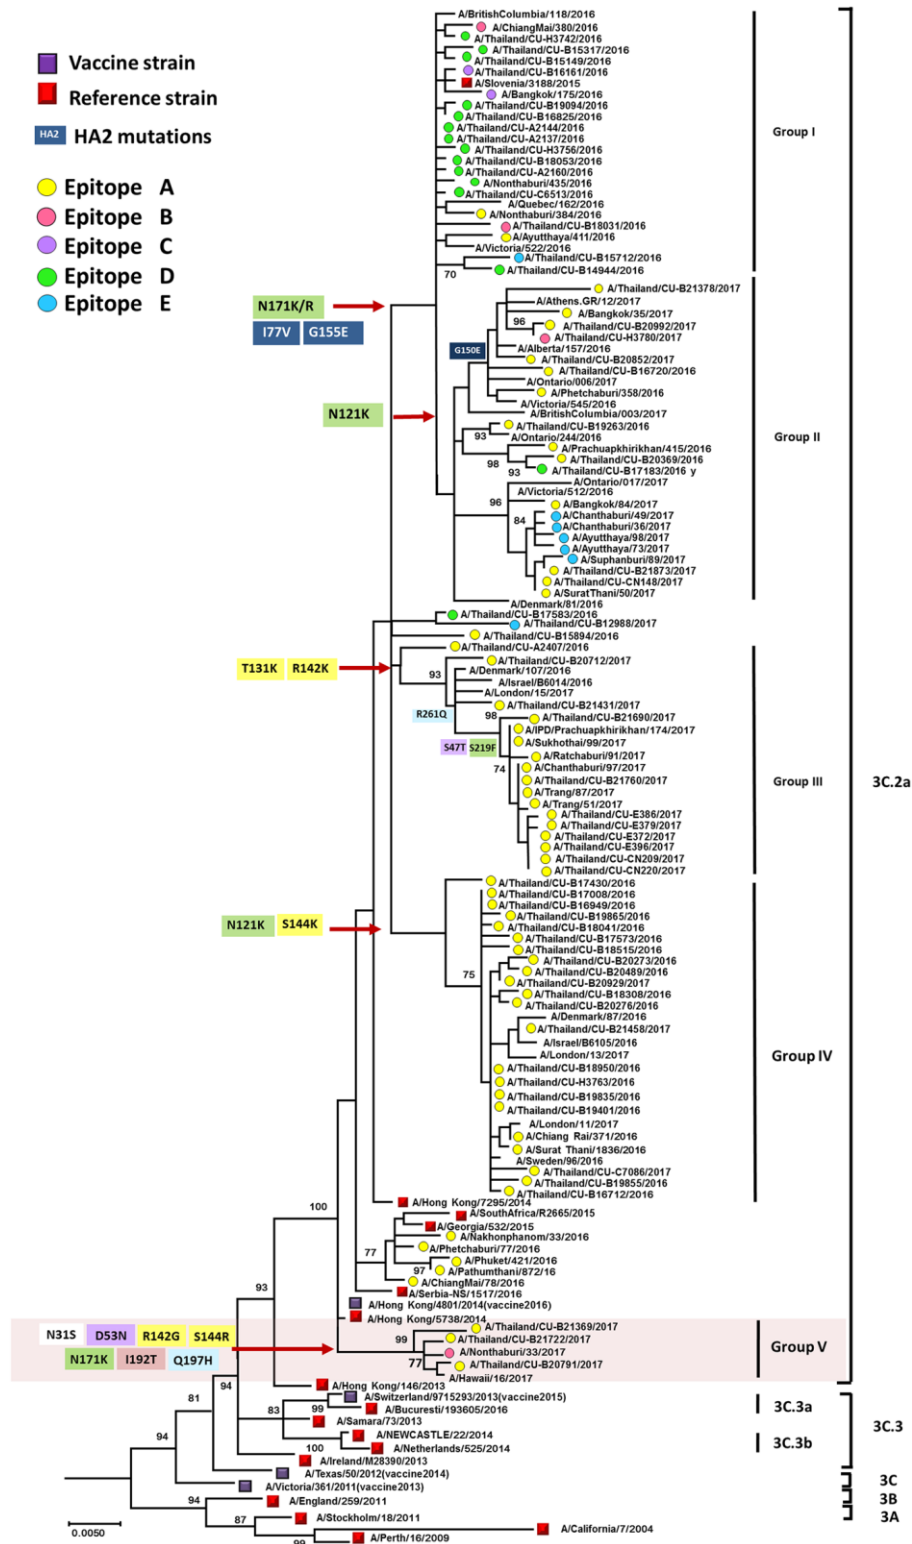 Vaccine strain
Reference strain
HA2 HA2 mutations
Epitope A
Epitope B
Epitope C
Epitope D
Epitope E
A/BritishColumbia/118/2016
A/ChiangMai/380/2016
A/Thailand/CU-H3742/2016
A/Thailand/CU-B15317/2016
A/Thailand/CU-B15149/2016
A/Thailand/CU-B16161/2016
A/Slovenia/3188/2015
A/Bangkok/175/2016
A/Thailand/CU-B19094/2016
A/Thailand/CU-B16825/2016
A/Thailand/CU-A2144/2016
A/Thailand/CU-A2137/2016
A/Thailand/CU-H3756/2016
A/Thailand/CU-B18053/2016
A/Thailand/CU-A2160/2016
A/Nonthaburi/435/2016
A/Thailand/CU-C6513/2016
A/Quebec/162/2016
A/Nonthaburi/384/2016
A/Thailand/CU-B18031/2016
A/Ayutthaya/411/2016
A/Victoria/522/2016
A/Thailand/CU-B15712/2016
70
A/Thailand/CU-B14944/2016
Group I
N171K/R
I77V G155E
A/Thailand/CU-B21378/2017
A/Athens.GR/12/2017
A/Bangkok/35/2017
96
A/Thailand/CU-B20992/2017
A/Thailand/CU-H3780/2017
A/Alberta/157/2016
G150E
A/Thailand/CU-B20852/2017
A/Thailand/CU-B16720/2016
A/Ontario/006/2017
A/Phetchaburi/358/2016
A/Victoria/545/2016
A/BritishColumbia/003/2017
N121K
A/Thailand/CU-B19263/2016
93
A/Ontario/244/2016
A/Prachuapkhirikhan/415/2016
98
A/Thailand/CU-B20369/2016
93
A/Thailand/CU-B17183/2016 y
A/Ontario/017/2017
A/Victoria/512/2016
96
A/Bangkok/84/2017
A/Chanthaburi/49/2017
84
A/Chanthaburi/36/2017
A/Ayutthaya/98/2017
A/Ayutthaya/73/2017
A/Suphanburi/89/2017
A/Thailand/CU-B21873/2017
A/Thailand/CU-CN148/2017
A/SuratThani/50/2017
A/Denmark/81/2016
Group II
A/Thailand/CU-B17583/2016
A/Thailand/CU-B12988/2017
A/Thailand/CU-B15894/2016
T131K R142K
A/Thailand/CU-A2407/2016
A/Thailand/CU-B20712/2017
93
A/Denmark/107/2016
A/Israel/B6014/2016
A/London/15/2017
A/Thailand/CU-B21431/2017
R261Q
98
A/Thailand/CU-B21690/2017
A/IPD/Prachuapkhirikhan/174/2017
A/Sukhothai/99/2017
S47T S219F
A/Ratchaburi/91/2017
74
A/Chanthaburi/97/2017
A/Thailand/CU-B21760/2017
A/Trang/87/2017
A/Trang/51/2017
A/Thailand/CU-E386/2017
A/Thailand/CU-E379/2017
A/Thailand/CU-E372/2017
A/Thailand/CU-E396/2017
A/Thailand/CU-CN209/2017
A/Thailand/CU-CN220/2017
Group III
3C.2a
A/Thailand/CU-B17430/2016
A/Thailand/CU-B17008/2016
A/Thailand/CU-B16949/2016
A/Thailand/CU-B19865/2016
N121K S144K
A/Thailand/CU-B18041/2016
A/Thailand/CU-B17573/2016
A/Thailand/CU-B18515/2016
A/Thailand/CU-B20273/2016
75
A/Thailand/CU-B20489/2016
A/Thailand/CU-B20929/2017
A/Thailand/CU-B18308/2016
A/Thailand/CU-B20276/2016
A/Denmark/87/2016
A/Thailand/CU-B21458/2017
A/Israel/B6105/2016
A/London/13/2017
A/Thailand/CU-B18950/2016
A/Thailand/CU-H3763/2016
A/Thailand/CU-B19835/2016
A/Thailand/CU-B19401/2016
A/London/11/2017
A/Chiang Rai/371/2016
A/Surat Thani/1836/2016
A/Sweden/96/2016
A/Thailand/CU-C7086/2017
A/Thailand/CU-B19855/2016
A/Thailand/CU-B16712/2016
Group IV
A/Hong Kong/7295/2014
100
A/SouthAfrica/R2665/2015
A/Georgia/532/2015
A/Nakhonphanom/33/2016
A/Phetchaburi/77/2016
77
A/Phuket/421/2016
97
A/Pathumthani/872/16
A/ChiangMai/78/2016
A/Serbia-NS/1517/2016
93
A/Hong Kong/4801/2014(vaccine2016)
A/Hong Kong/5738/2014
N31S D53N R142G S144R
N171K I192T Q197H
A/Thailand/CU-B21369/2017
99
A/Thailand/CU-B21722/2017
A/Nonthaburi/33/2017
77
A/Thailand/CU-B20791/2017
A/Hawaii/16/2017
Group V
A/Hong Kong/146/2013
94
A/Switzerland/9715293/2013(vaccine2015)
81
83
99
A/Bucuresti/193605/2016
3C.3a
A/Samara/73/2013
A/NEWCASTLE/22/2014
A/Netherlands/525/2014
3C.3b
3C.3
94
100
A/Ireland/M28390/2013
A/Texas/50/2012(vaccine2014)
A/Victoria/361/2011(vaccine2013)
3C
94
A/England/259/2011
3B
87
A/Stockholm/18/2011
3A
A/California/7/2004
99
A/Perth/16/2009
0.0050